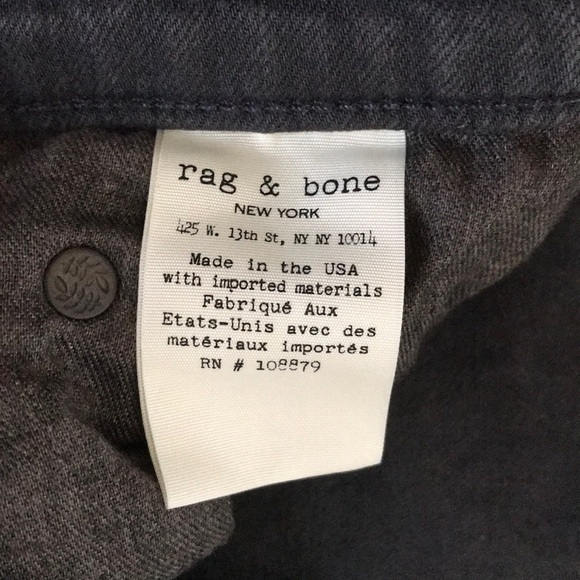 rag & bone
NEW YORK
425 W. 13th St, NY NY 10014
Made in the USA
with imported materials
Fabriqué Aux
Etats-Unis avec des
matériaux importés
RN # 108879